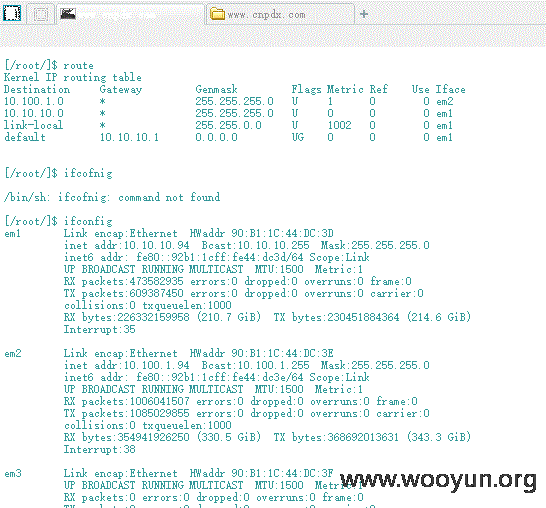 www.cnpdx.com
[/root/]$ route
Kernel IP routing table
Destination Gateway Genmask Flags Metric Ref Use Iface
10.100.1.0 * 255.255.255.0 U 1 0 0 em2
10.10.10.0 * 255.255.255.0 U 0 0 0 em1
link-local * 255.255.0.0 U 1002 0 0 em1
default 10.10.10.1 0.0.0.0 UG 0 0 0 em1
[/root/]$ ifcofnig
/bin/sh: ifcofnig: command not found
[/root/]$ ifconfig
em1 Link encap:Ethernet HWaddr 90:B1:1C:44:DC:3D
inet addr:10.10.10.94 Bcast:10.10.10.255 Mask:255.255.255.0
inet6 addr: fe80::92b1:1cff:fe44:dc3d/64 Scope:Link
UP BROADCAST RUNNING MULTICAST MTU:1500 Metric:1
RX packets:473582935 errors:0 dropped:0 overruns:0 frame:0
TX packets:609387450 errors:0 dropped:0 overruns:0 carrier:0
collisions:0 txqueuelen:1000
RX bytes:226332159958 (210.7 GiB) TX bytes:230451884364 (214.6 GiB)
Interrupt:35
em2 Link encap:Ethernet HWaddr 90:B1:1C:44:DC:3E
inet addr:10.100.1.94 Bcast:10.100.1.255 Mask:255.255.255.0
inet6 addr: fe80::92b1:1cff:fe44:dc3e/64 Scope:Link
UP BROADCAST RUNNING MULTICAST MTU:1500 Metric:1
RX packets:1006041507 errors:0 dropped:0 overruns:0 frame:0
TX packets:1085029855 errors:0 dropped:0 overruns:0 carrier:0
collisions:0 txqueuelen:1000
RX bytes:354941926250 (330.5 GiB) TX bytes:368692013631 (343.3 GiB)
Interrupt:38
em3 Link encap:Ethernet HWaddr 90:B1:1C:44:DC:3F
UP BROADCAST RUNNING MULTICAST MTU:1500 Metric:1
RX packets:0 errors:0 dropped:0 overruns:0 frame:0
www.wooyun.org